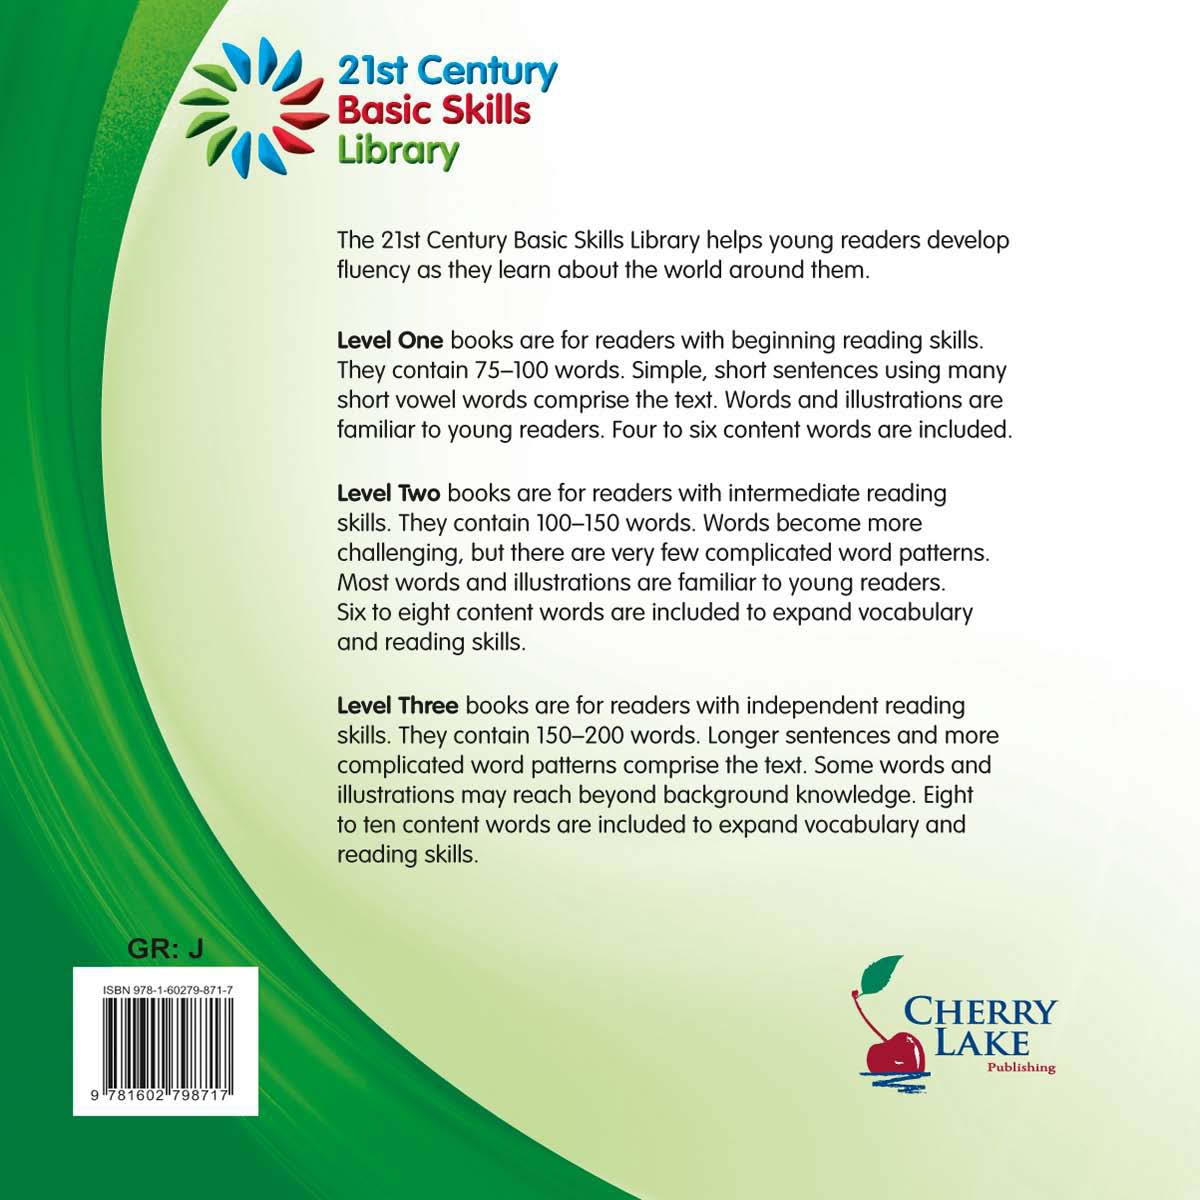 21st Century
Basic Skills
Library
The 21st Century Basic Skills Library helps young readers develop
fluency as they learn about the world around them.
Level One books are for readers with beginning reading skills.
They contain 75–100 words. Simple, short sentences using many
short vowel words comprise the text. Words and illustrations are
familiar to young readers. Four to six content words are included.
Level Two books are for readers with intermediate reading
skills. They contain 100–150 words. Words become more
challenging, but there are very few complicated word patterns.
Most words and illustrations are familiar to young readers.
Six to eight content words are included to expand vocabulary
and reading skills.
Level Three books are for readers with independent reading
skills. They contain 150–200 words. Longer sentences and more
complicated word patterns comprise the text. Some words and
illustrations may reach beyond background knowledge. Eight
to ten content words are included to expand vocabulary and
reading skills.
GR: J
ISBN 978-1-60279-871-7
9 781602 798717
CHERRY
LAKE
Publishing